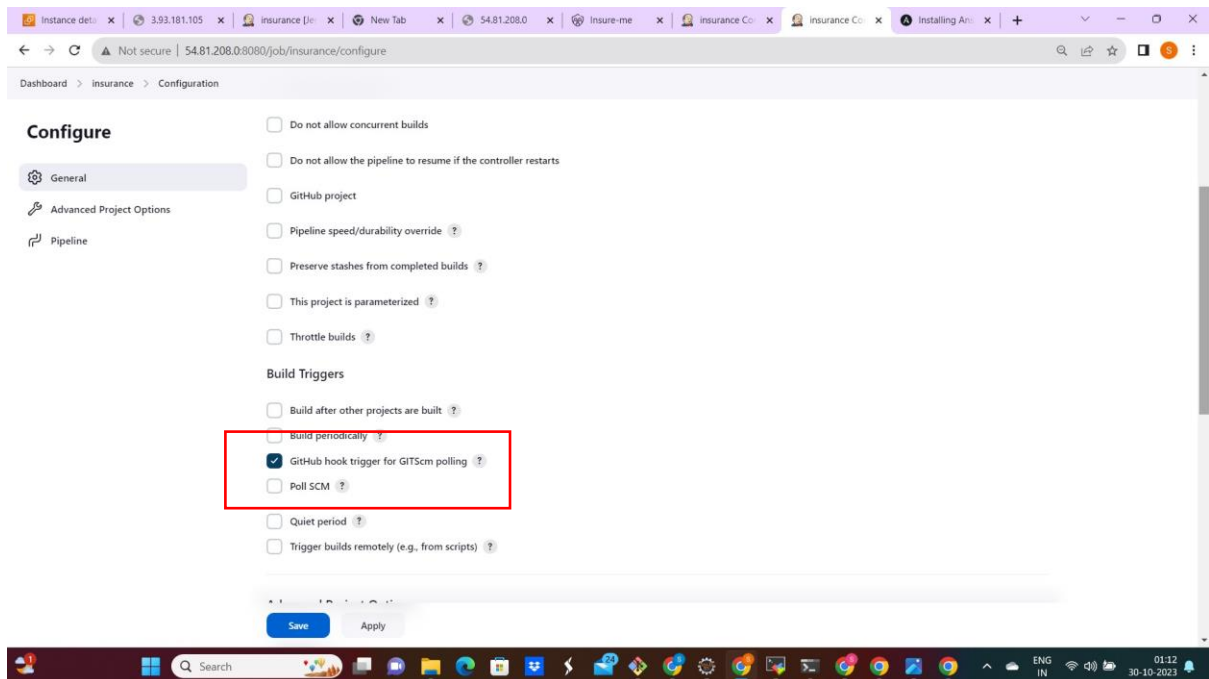 Instance deta
3.93.181.105
insurance [Je
New Tab
54.81.208.0
Insure-me
insurance Co
insurance Co
Installing An
Not secure | 54.81.208.0:8080/job/insurance/configure
Dashboard > insurance > Configuration
Configure
General
Advanced Project Options
Pipeline
Do not allow concurrent builds
Do not allow the pipeline to resume if the controller restarts
GitHub project
Pipeline speed/durability override ?
Preserve stashes from completed builds ?
This project is parameterized ?
Throttle builds ?
Build Triggers
Build after other projects are built ?
Build periodically ?
GitHub hook trigger for GITScm polling ?
Poll SCM ?
Quiet period ?
Trigger builds remotely (e.g., from scripts) ?
Save
Apply
Search
24
ENG
IN
01:12
30-10-2023